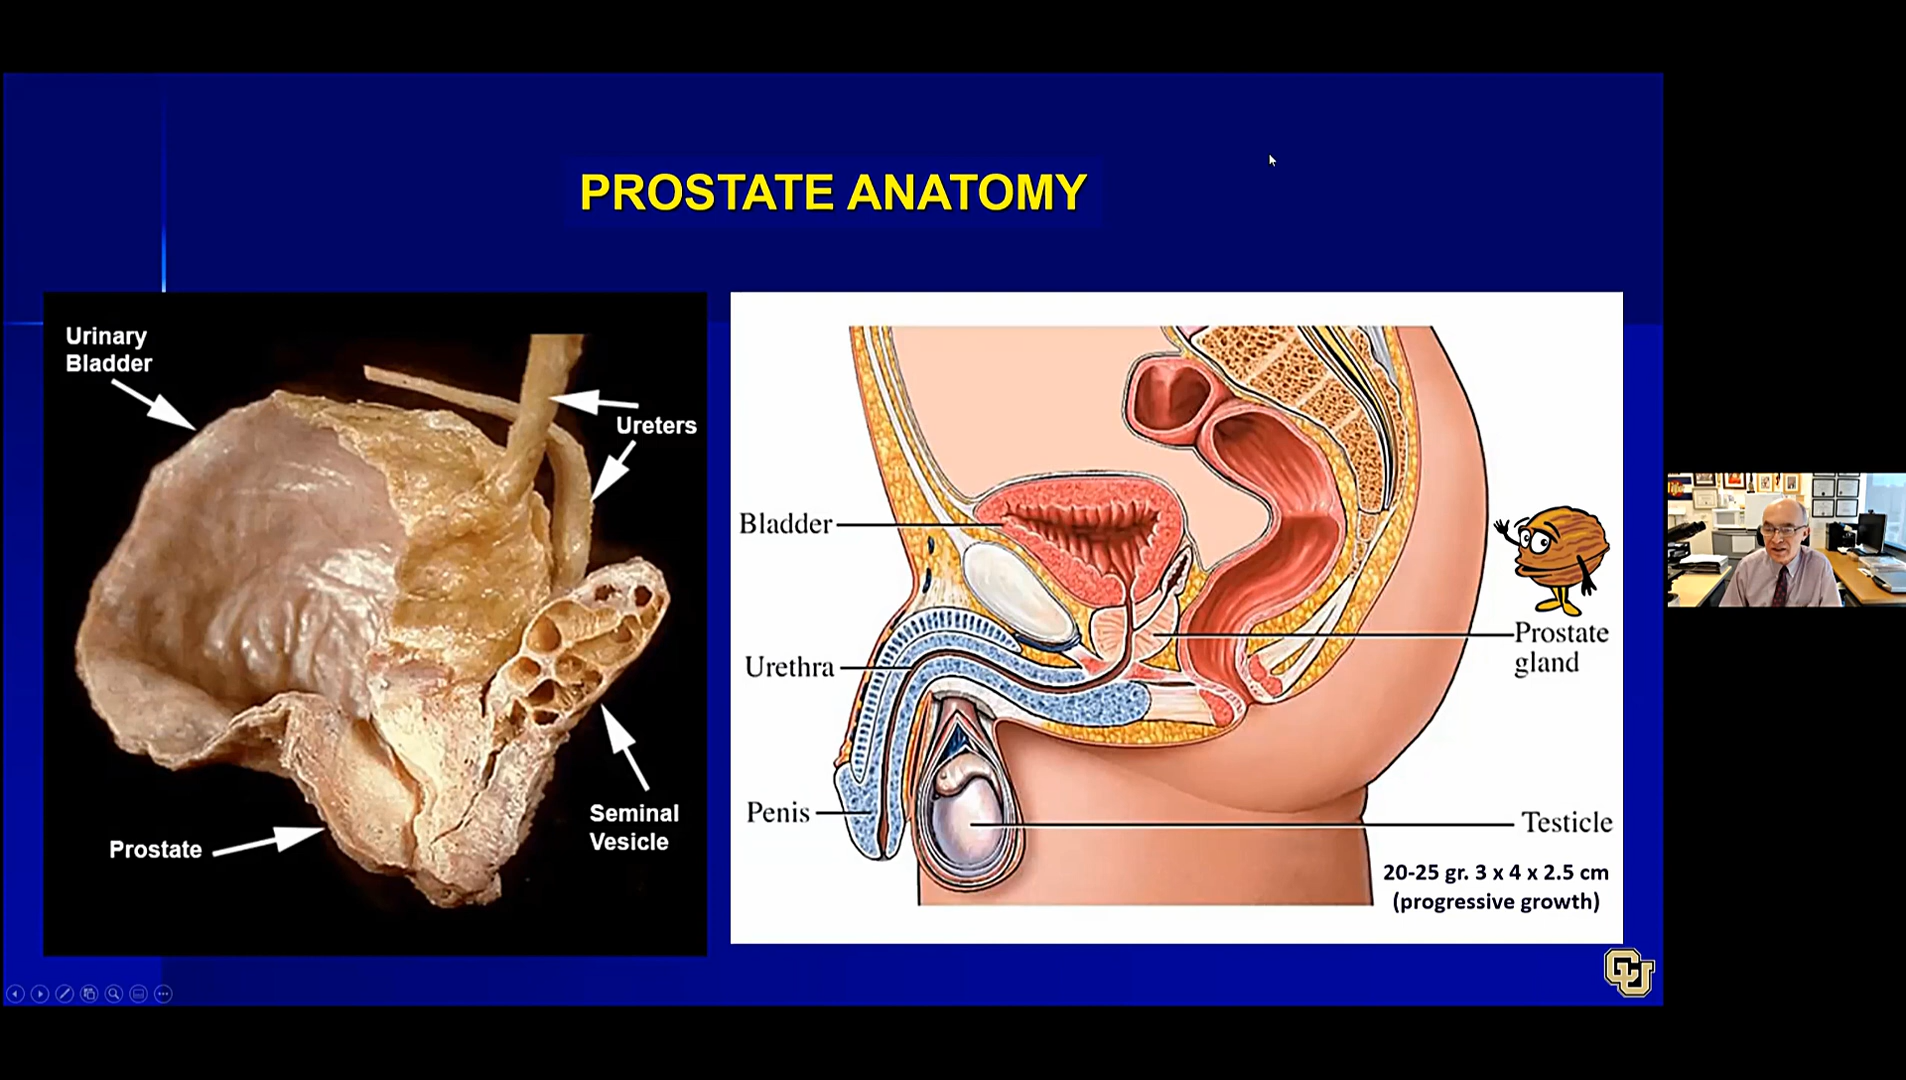 PROSTATE ANATOMY
Urinary
Bladder
Ureters
Seminal
Vesicle
Prostate
Bladder
Urethra
Penis
Prostate
gland
Testicle
20-25 gr. 3 x 4 x 2.5 cm
(progressive growth)
CU